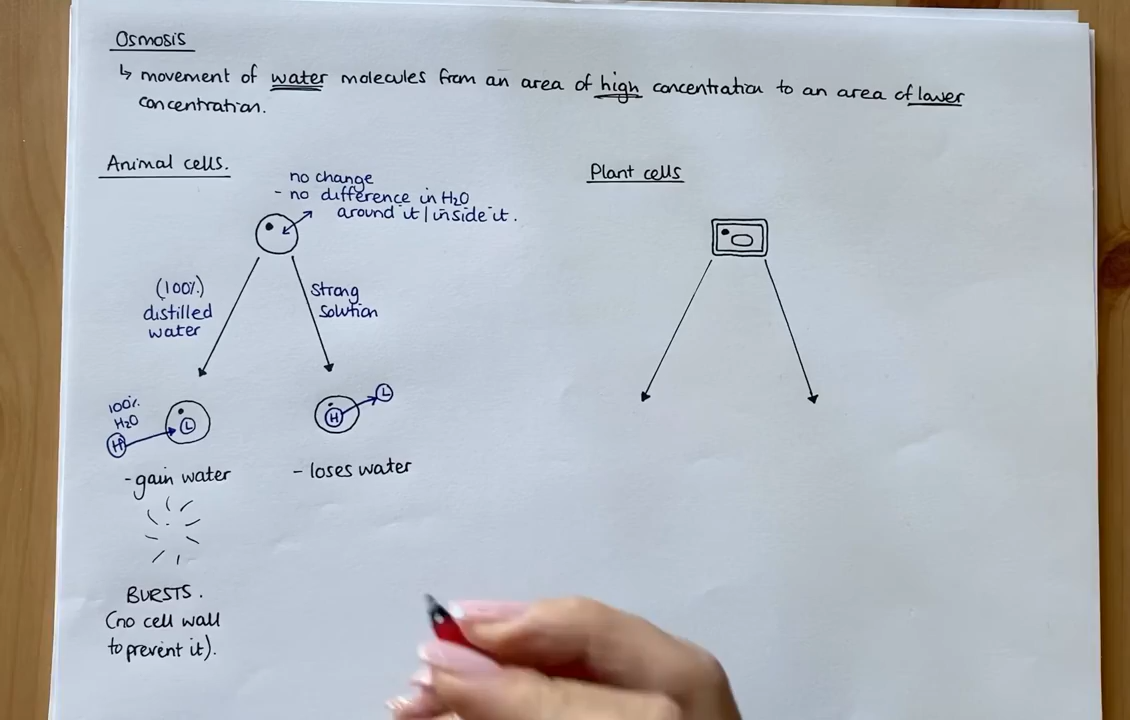 Osmosis
↳ movement of water molecules from an area of high concentration to an area of lower
concentration.
Animal cells.
no change
- no difference in H₂O
around it / inside it.
(100%)
distilled
water
Strong
solution
100%
H₂O
H
L
H
L
- gain water
- loses water
BURSTS.
(no cell wall
to prevent it).
Plant cells